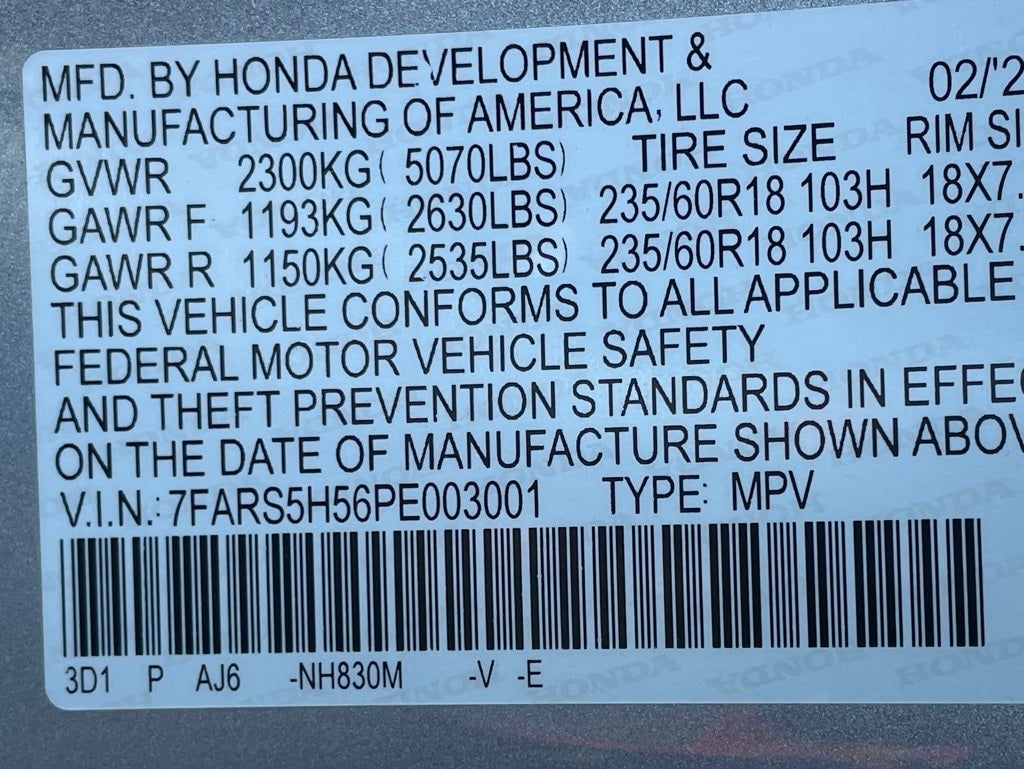 MFD. BY HONDA DEVELOPMENT &
MANUFACTURING OF AMERICA, LLC 02/'2
GVWR 2300KG ( 5070LBS) TIRE SIZE RIM SI
GAWR F 1193KG ( 2630LBS) 235/60R18 103H 18X7.
GAWR R 1150KG ( 2535LBS) 235/60R18 103H 18X7.
THIS VEHICLE CONFORMS TO ALL APPLICABLE
FEDERAL MOTOR VEHICLE SAFETY
AND THEFT PREVENTION STANDARDS IN EFFE
ON THE DATE OF MANUFACTURE SHOWN ABOV
V.I.N.: 7FARS5H56PE003001 TYPE: MPV
3D1 P AJ6 -NH830M -V -E